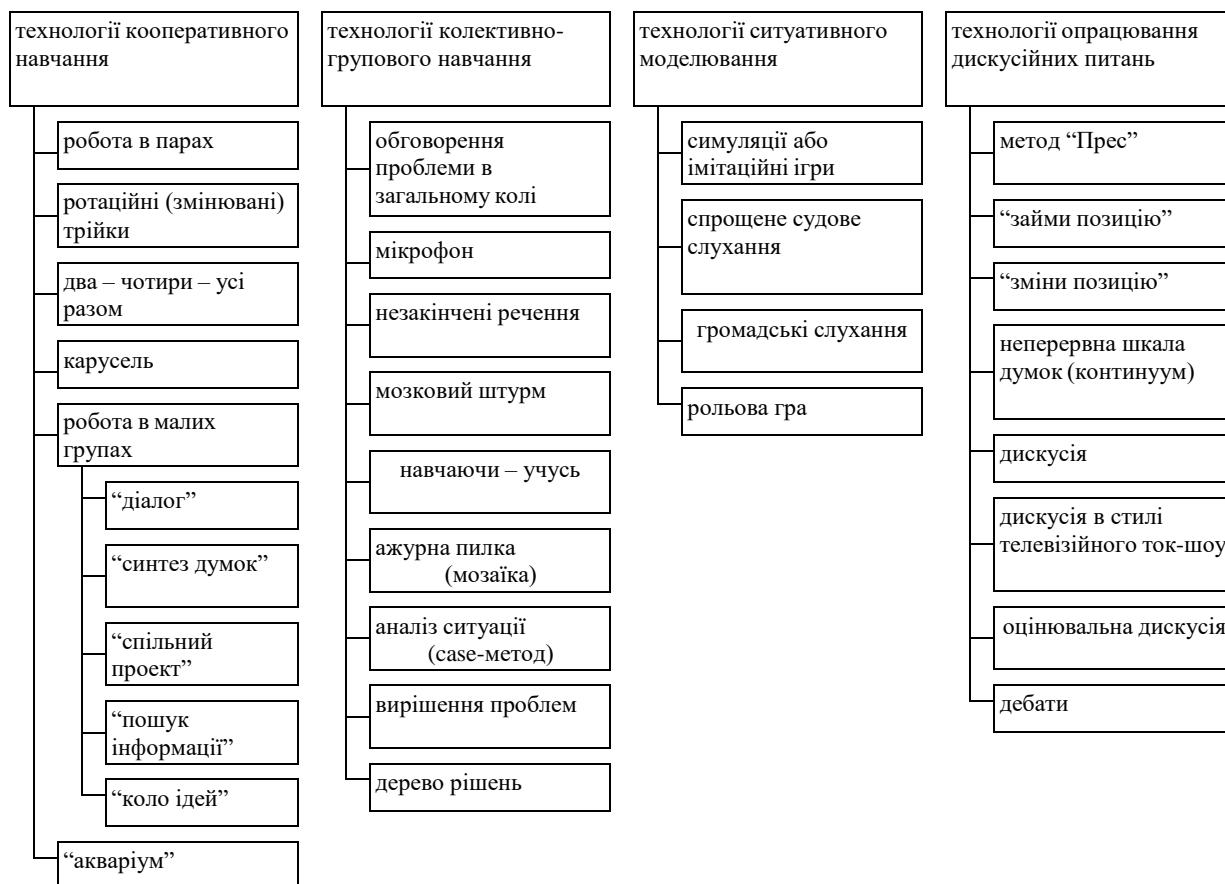 технології кооперативного
навчання
робота в парах
ротаційні (змінювані)
трійки
два – чотири – усі
разом
карусель
робота в малих
групах
“діалог”
“синтез думок”
“спільний
проект”
“пошук
інформації”
“коло ідей”
“акваріум”
технології колективно-
групового навчання
обговорення
проблеми в
загальному колі
мікрофон
незакінчені речення
мозковий штурм
навчаючи – учусь
ажурна пилка
(мозаїка)
аналіз ситуації
(case-метод)
вирішення проблем
дерево рішень
технології ситуативного
моделювання
симуляції або
імітаційні ігри
спрощене судове
слухання
громадські слухання
рольова гра
технології опрацювання
дискусійних питань
метод “Прес”
“займи позицію”
“зміни позицію”
неперервна шкала
думок (континуум)
дискусія
дискусія в стилі
телевізійного ток-шоу
оцінювальна дискусія
дебати